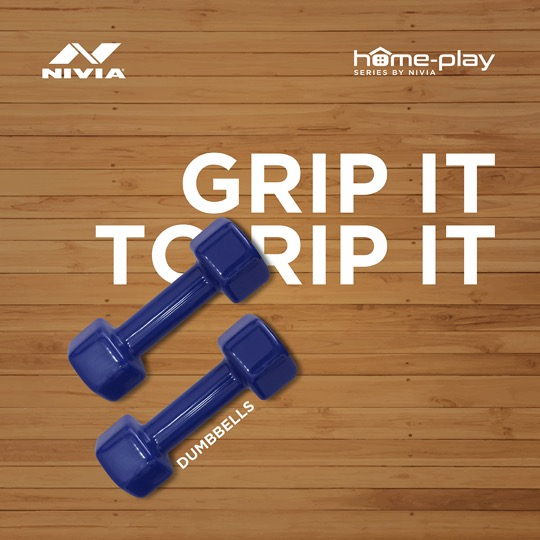 NIVIA
home-play
SERIES BY NIVIA
GRIP IT
TO RIP IT
DUMBBELLS